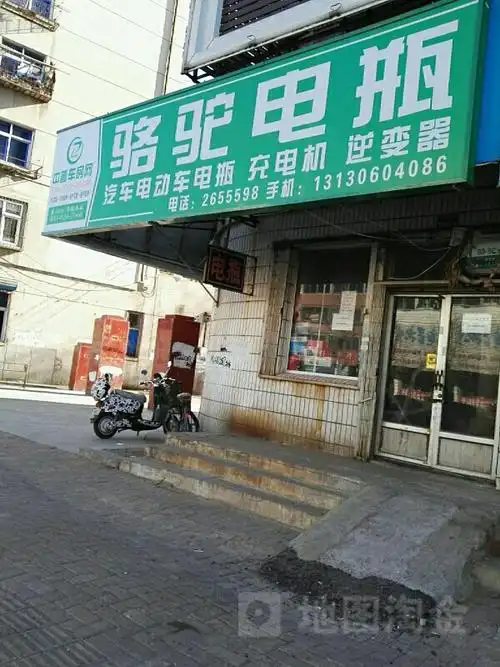 骆驼电瓶
汽车电动车电瓶 充电机 逆变器
电话：2655598 手机：13130604086
电瓶
地图淘金